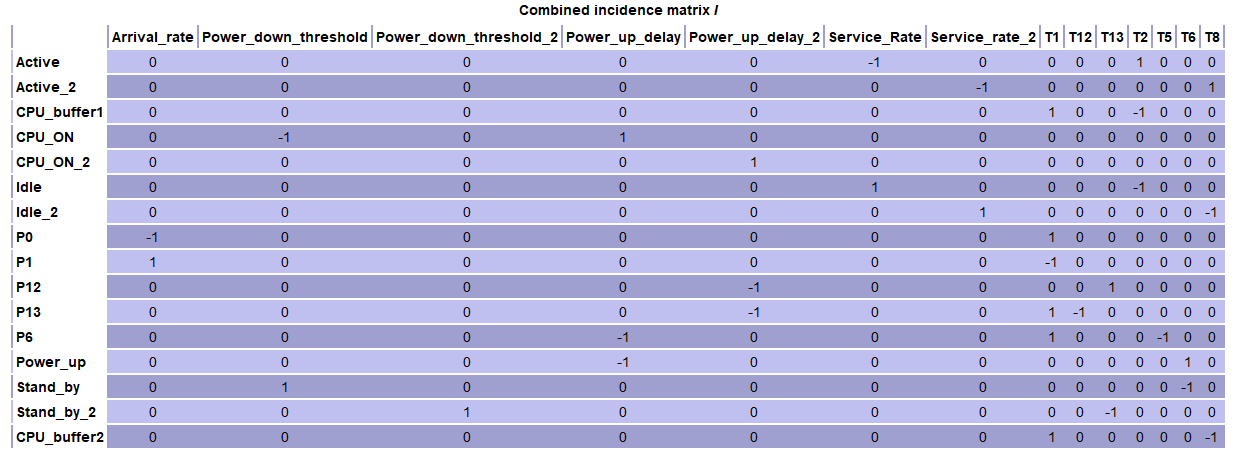 Combined incidence matrix I
Arrival_rate Power_down_threshold Power_down_threshold_2 Power_up_delay Power_up_delay_2 Service_Rate Service_rate_2 T1 T12 T13 T2 T5 T6 T8
Active 0 0 0 0 0 -1 0 0 0 0 1 0 0 0
Active_2 0 0 0 0 0 0 -1 0 0 0 0 0 0 1
CPU_buffer1 0 0 0 0 0 0 0 1 0 0 -1 0 0 0
CPU_ON 0 -1 0 1 0 0 0 0 0 0 0 0 0 0
CPU_ON_2 0 0 0 0 1 0 0 0 0 0 0 0 0 0
Idle 0 0 0 0 0 1 0 0 0 0 -1 0 0 0
Idle_2 0 0 0 0 0 0 1 0 0 0 0 0 0 -1
P0 -1 0 0 0 0 0 0 1 0 0 0 0 0 0
P1 1 0 0 0 0 0 0 -1 0 0 0 0 0 0
P12 0 0 0 0 -1 0 0 0 0 1 0 0 0 0
P13 0 0 0 0 -1 0 0 1 -1 0 0 0 0 0
P6 0 0 0 -1 0 0 0 1 0 0 0 -1 0 0
Power_up 0 0 0 -1 0 0 0 0 0 0 0 0 1 0
Stand_by 0 1 0 0 0 0 0 0 0 0 0 0 -1 0
Stand_by_2 0 0 1 0 0 0 0 0 0 -1 0 0 0 0
CPU_buffer2 0 0 0 0 0 0 0 1 0 0 0 0 0 -1